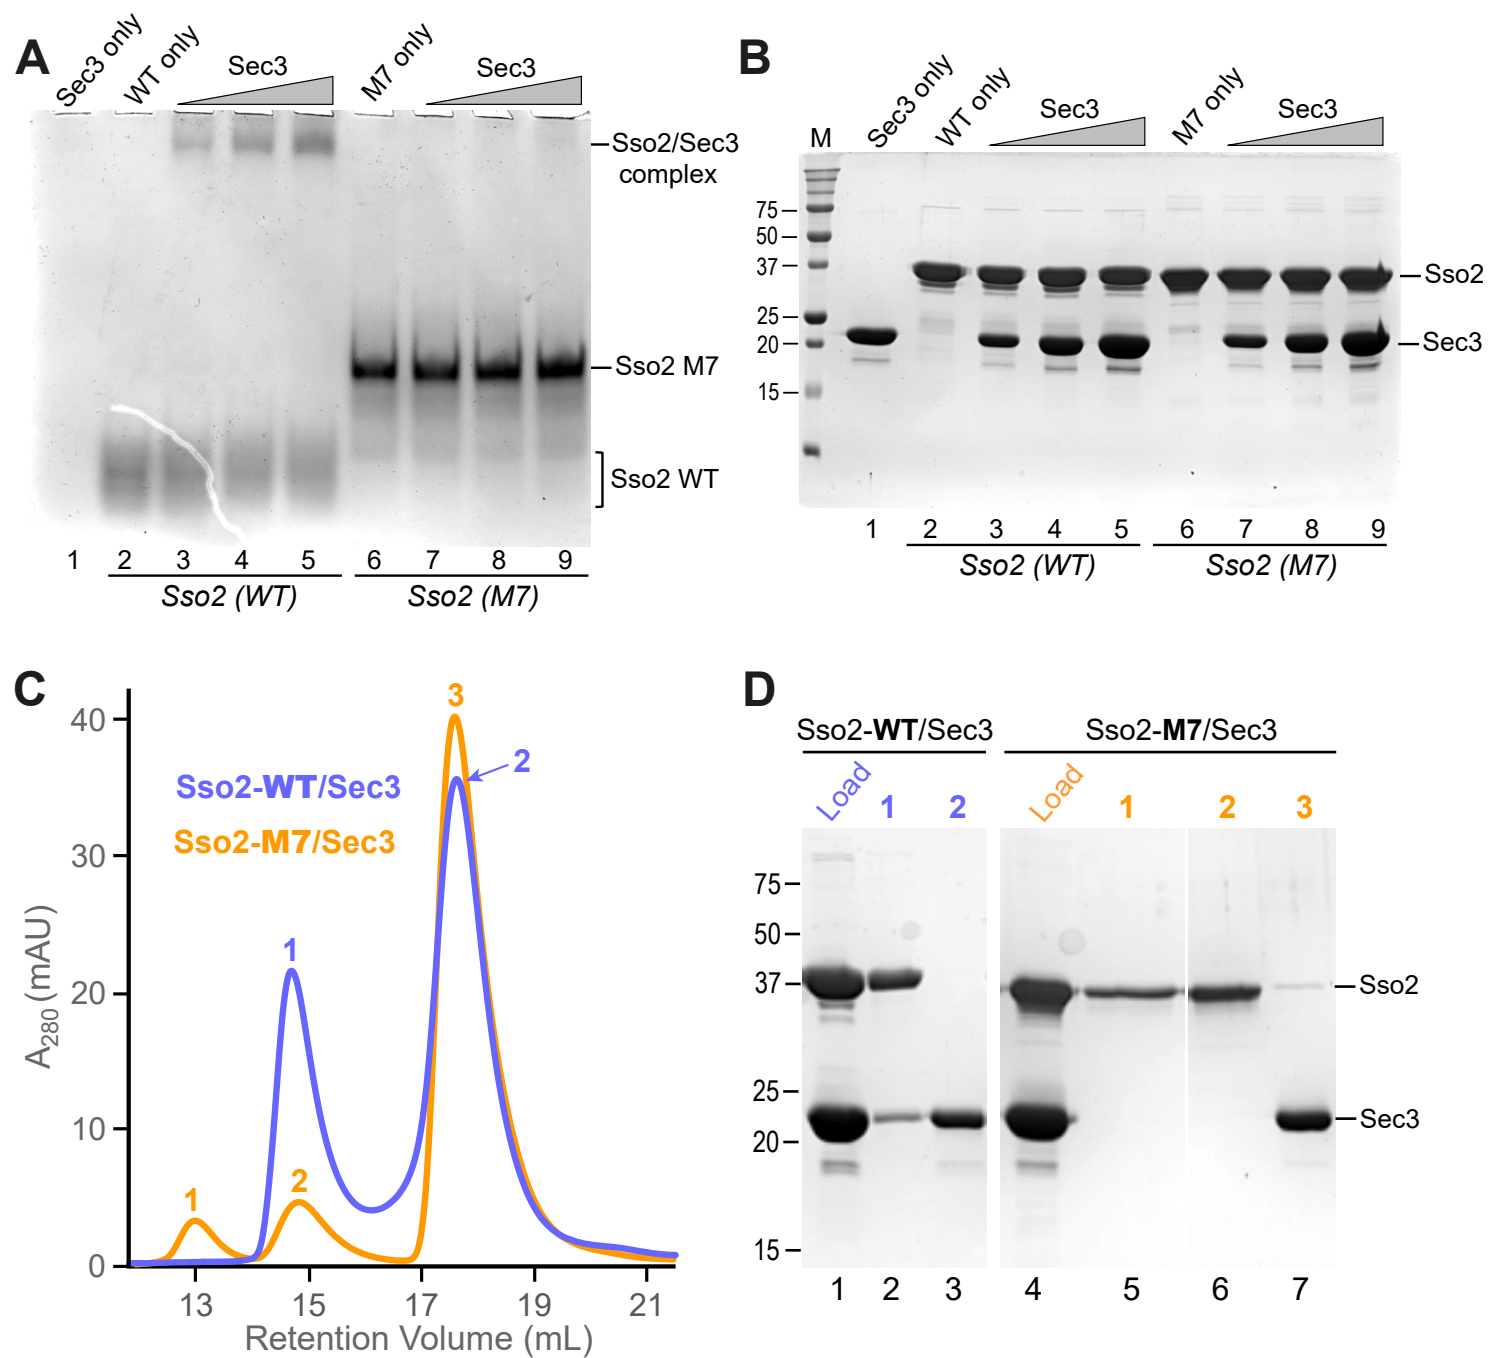 A
Sec3 only
WT only
Sec3
M7 only
Sec3
Sso2/Sec3
complex
Sso2 M7
Sso2 WT
1 2 3 4 5 6 7 8 9
Sso2 (WT) Sso2 (M7)
B
M
Sec3 only
WT only
Sec3
M7 only
Sec3
75
50
37
25
20
15
Sso2
Sec3
1 2 3 4 5 6 7 8 9
Sso2 (WT) Sso2 (M7)
C
40
30
20
10
0
A280 (mAU)
Sso2-WT/Sec3
Sso2-M7/Sec3
1
2
3
1
2
13 15 17 19 21
Retention Volume (mL)
D
Sso2-WT/Sec3 Sso2-M7/Sec3
Load 1 2 Load 1 2 3
75
50
37
25
20
15
Sso2
Sec3
1 2 3 4 5 6 7